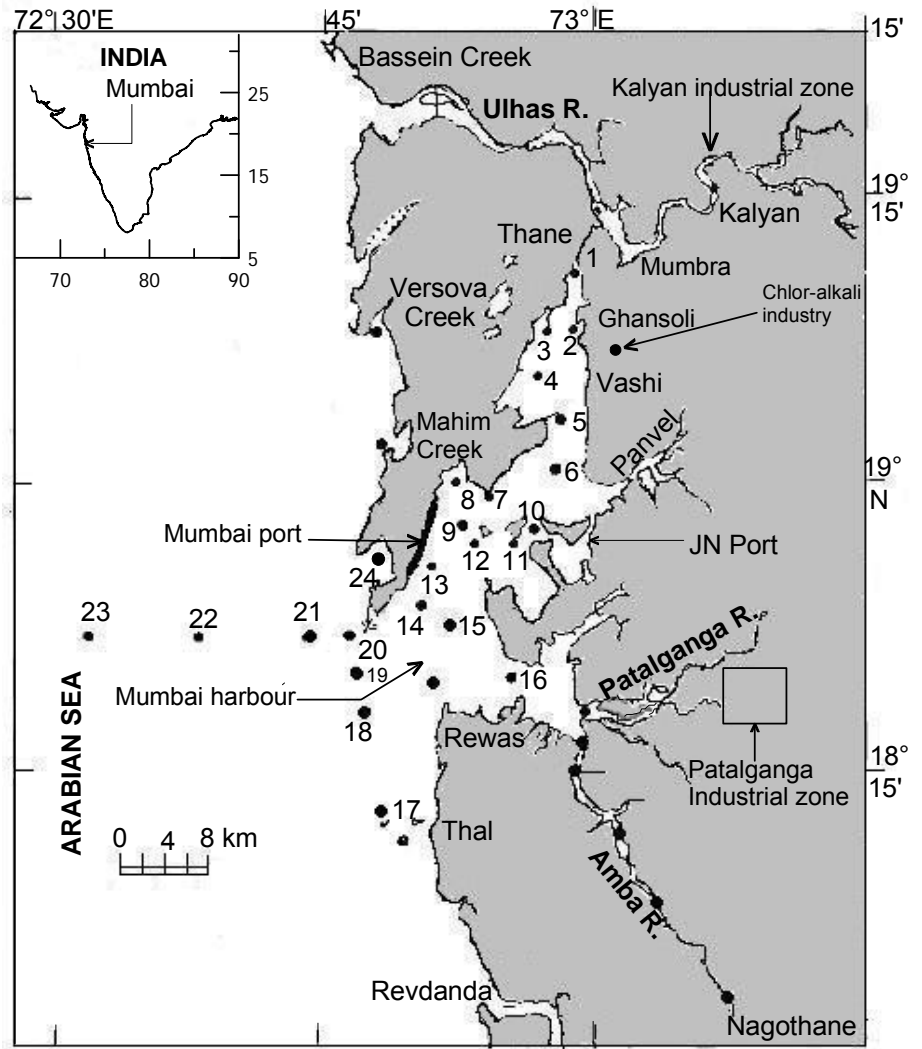 72° 30'E
45'
73°
15'
INDIA
Mumbai
25
15
5
70
80
90
Bassein Creek
Ulhas R.
Kalyan industrial zone
19°
15'
Kalyan
Thane
1
Mumbra
Versova
Creek
Ghansoli
Chlor-alkali
industry
3
2
4
Vashi
5
Mahim
Creek
6
Panvel
19°
N
8
7
9
10
Mumbai port
12
11
JN Port
24
13
23
22
21
14
15
20
Patalganga R.
19
16
Mumbai harbour
18
Rewas
ARABIAN SEA
Patalganga
Industrial zone
18°
15'
17
Thal
0 4 8 km
Amba R.
Revdanda
Nagothane